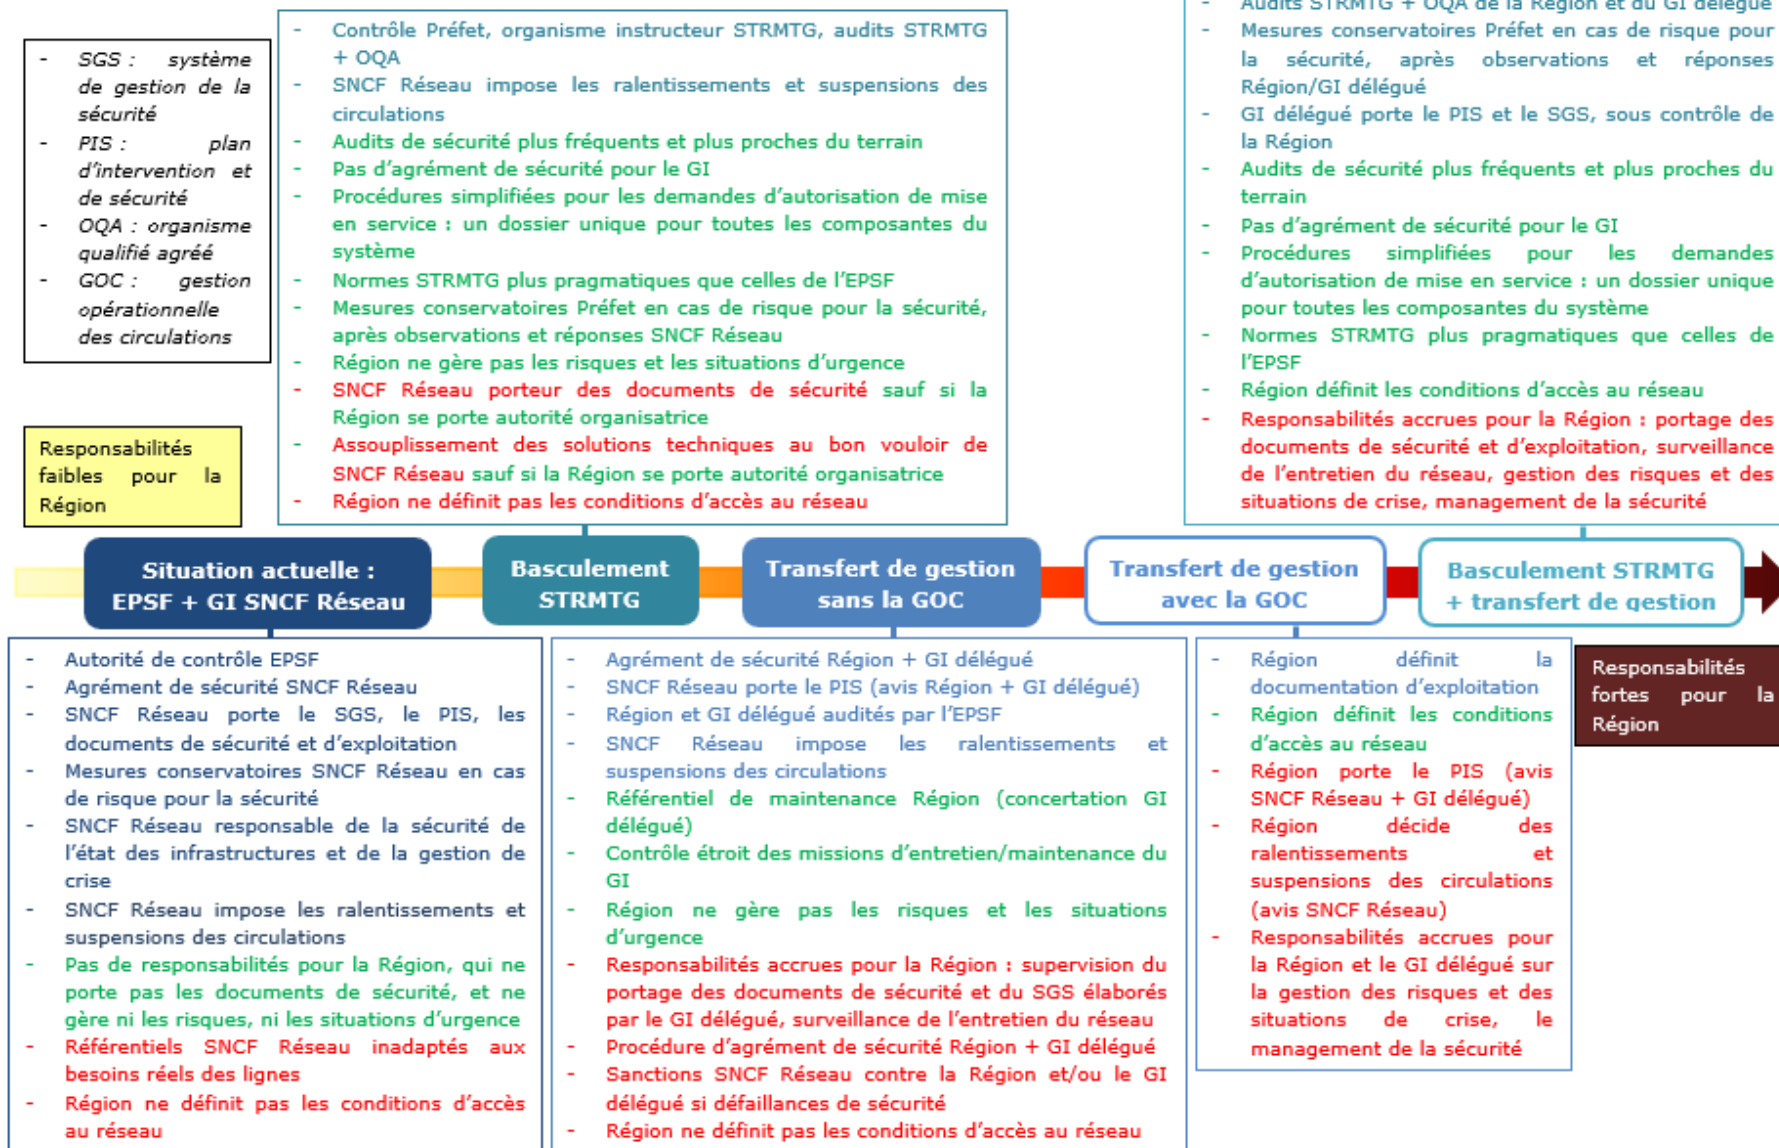 - SGS : système
de gestion de la
sécurité
- PIS : plan
d'intervention et
de sécurité
- OQA : organisme
qualifié agréé
- GOC : gestion
opérationnelle
des circulations
Responsabilités
faibles pour la
Région
- Contrôle Préfet, organisme instructeur STRMTG, audits STRMTG
+ OQA
- SNCF Réseau impose les ralentissements et suspensions des
circulations
- Audits de sécurité plus fréquents et plus proches du terrain
- Pas d'agrément de sécurité pour le GI
- Procédures simplifiées pour les demandes d'autorisation de mise
en service : un dossier unique pour toutes les composantes du
système
- Normes STRMTG plus pragmatiques que celles de l'EPSF
- Mesures conservatoires Préfet en cas de risque pour la sécurité,
après observations et réponses SNCF Réseau
- Région ne gère pas les risques et les situations d'urgence
- SNCF Réseau porteur des documents de sécurité sauf si la
Région se porte autorité organisatrice
- Assouplissement des solutions techniques au bon vouloir de
SNCF Réseau sauf si la Région se porte autorité organisatrice
- Région ne définit pas les conditions d'accès au réseau
- Audits STRMTG + OQA de la Région et du GI délégué
- Mesures conservatoires Préfet en cas de risque pour
la sécurité, après observations et réponses
Région/GI délégué
- GI délégué porte le PIS et le SGS, sous contrôle de
la Région
- Audits de sécurité plus fréquents et plus proches du
terrain
- Pas d'agrément de sécurité pour le GI
- Procédures simplifiées pour les demandes
d'autorisation de mise en service : un dossier unique
pour toutes les composantes du système
- Normes STRMTG plus pragmatiques que celles de
l'EPSF
- Région définit les conditions d'accès au réseau
- Responsabilités accrues pour la Région : portage des
documents de sécurité et d'exploitation, surveillance
de l'entretien du réseau, gestion des risques et des
situations de crise, management de la sécurité
Situation actuelle :
EPSF + GI SNCF Réseau
Basculement
STRMTG
Transfert de gestion
sans la GOC
Transfert de gestion
avec la GOC
Basculement STRMTG
+ transfert de gestion
- Autorité de contrôle EPSF
- Agrément de sécurité SNCF Réseau
- SNCF Réseau porte le SGS, le PIS, les
documents de sécurité et d'exploitation
- Mesures conservatoires SNCF Réseau en cas
de risque pour la sécurité
- SNCF Réseau responsable de la sécurité de
l'état des infrastructures et de la gestion de
crise
- SNCF Réseau impose les ralentissements et
suspensions des circulations
- Pas de responsabilités pour la Région, qui ne
porte pas les documents de sécurité, et ne
gère ni les risques, ni les situations d'urgence
- Référentiels SNCF Réseau inadaptés aux
besoins réels des lignes
- Région ne définit pas les conditions d'accès
au réseau
- Agrément de sécurité Région + GI délégué
- SNCF Réseau porte le PIS (avis Région + GI délégué)
- Région et GI délégué audités par l'EPSF
- SNCF Réseau impose les ralentissements et
suspensions des circulations
- Référentiel de maintenance Région (concertation GI
délégué)
- Contrôle étroit des missions d'entretien/maintenance du
GI
- Région ne gère pas les risques et les situations
d'urgence
- Responsabilités accrues pour la Région : supervision du
portage des documents de sécurité et du SGS élaborés
par le GI délégué, surveillance de l'entretien du réseau
- Procédure d'agrément de sécurité Région + GI délégué
- Sanctions SNCF Réseau contre la Région et/ou le GI
délégué si défaillances de sécurité
- Région ne définit pas les conditions d'accès au réseau
- Région définit la
documentation d'exploitation
- Région définit les conditions
d'accès au réseau
- Région porte le PIS (avis
SNCF Réseau + GI délégué)
- Région décide des
ralentissements et
suspensions des circulations
(avis SNCF Réseau)
- Responsabilités accrues pour
la Région et le GI délégué sur
la gestion des risques et des
situations de crise, le
management de la sécurité
Responsabilités
fortes pour la
Région